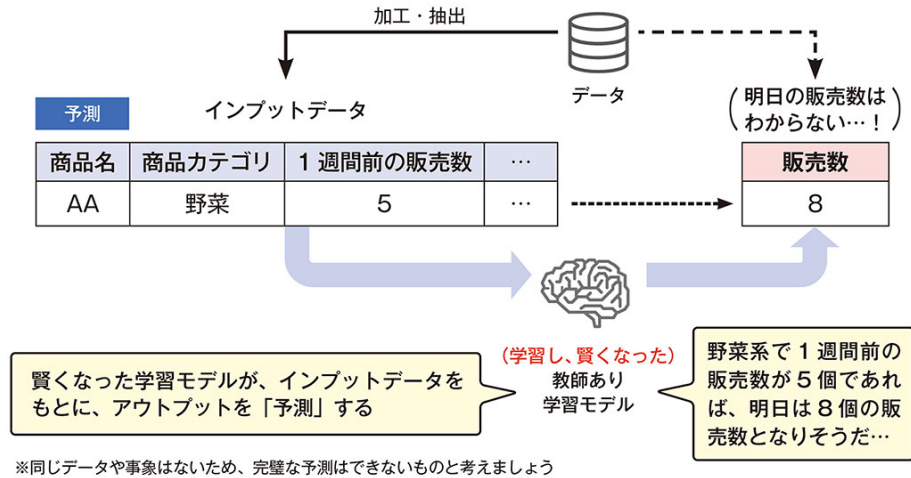 加工・抽出
データ
予測
インプットデータ
(明日の販売数は
わからない…！)
商品名 商品カテゴリ 1週間前の販売数 …
AA 野菜 5 …
販売数
8
(学習し、賢くなった)
教師あり
学習モデル
賢くなった学習モデルが、インプットデータを
もとに、アウトプットを「予測」する
野菜系で1週間前の
販売数が5個であれ
ば、明日は8個の販
売数となりそうだ…
※同じデータや事象はないため、完璧な予測はできないものと考えましょう